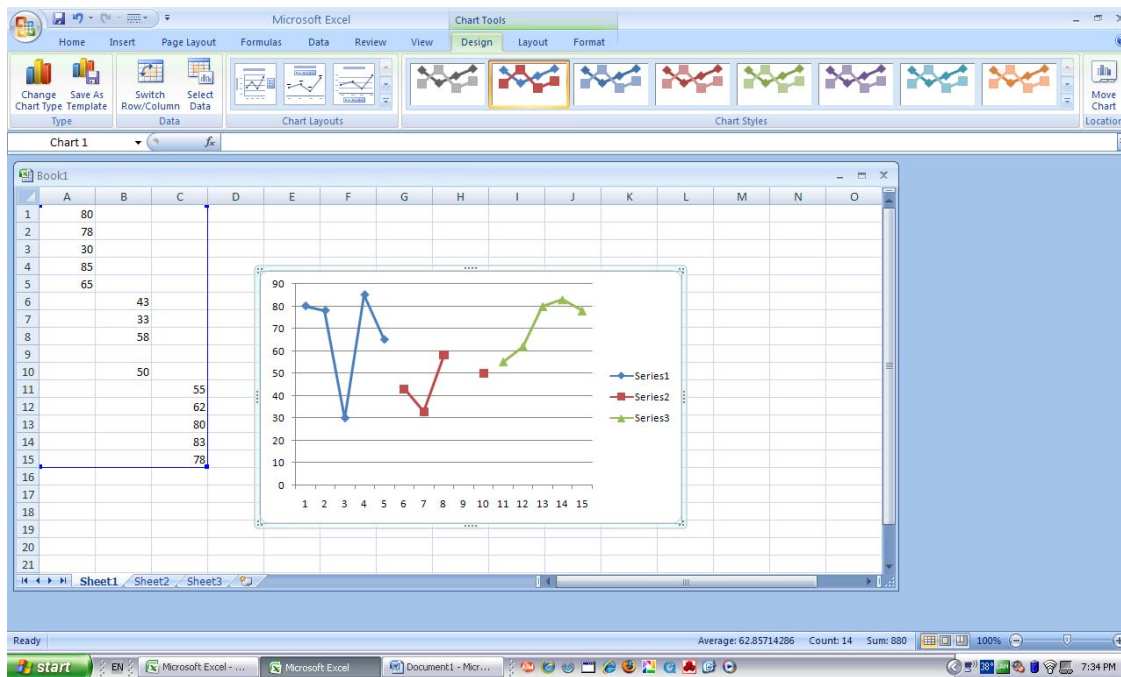 Microsoft Excel
Chart Tools
Home Insert Page Layout Formulas Data Review View Design Layout Format
Change Chart Type
Save As Template
Switch Row/Column
Select Data
Move Chart
Type Data Chart Layouts Chart Styles Location
Chart 1 fx
Book1
A B C D E F G H I J K L M N O
1 80
2 78
3 30
4 85
5 65
6 43
7 33
8 58
9
10 50
11 55
12 62
13 80
14 83
15 78
16
17
18
19
20
21
90
80
70
60
50
40
30
20
10
0
1 2 3 4 5 6 7 8 9 10 11 12 13 14 15
Series1
Series2
Series3
Sheet1 Sheet2 Sheet3
Ready Average: 62.85714286 Count: 14 Sum: 880 100%
start EN Microsoft Excel - ... Microsoft Excel Document1 - Micr... 38° 7:34 PM